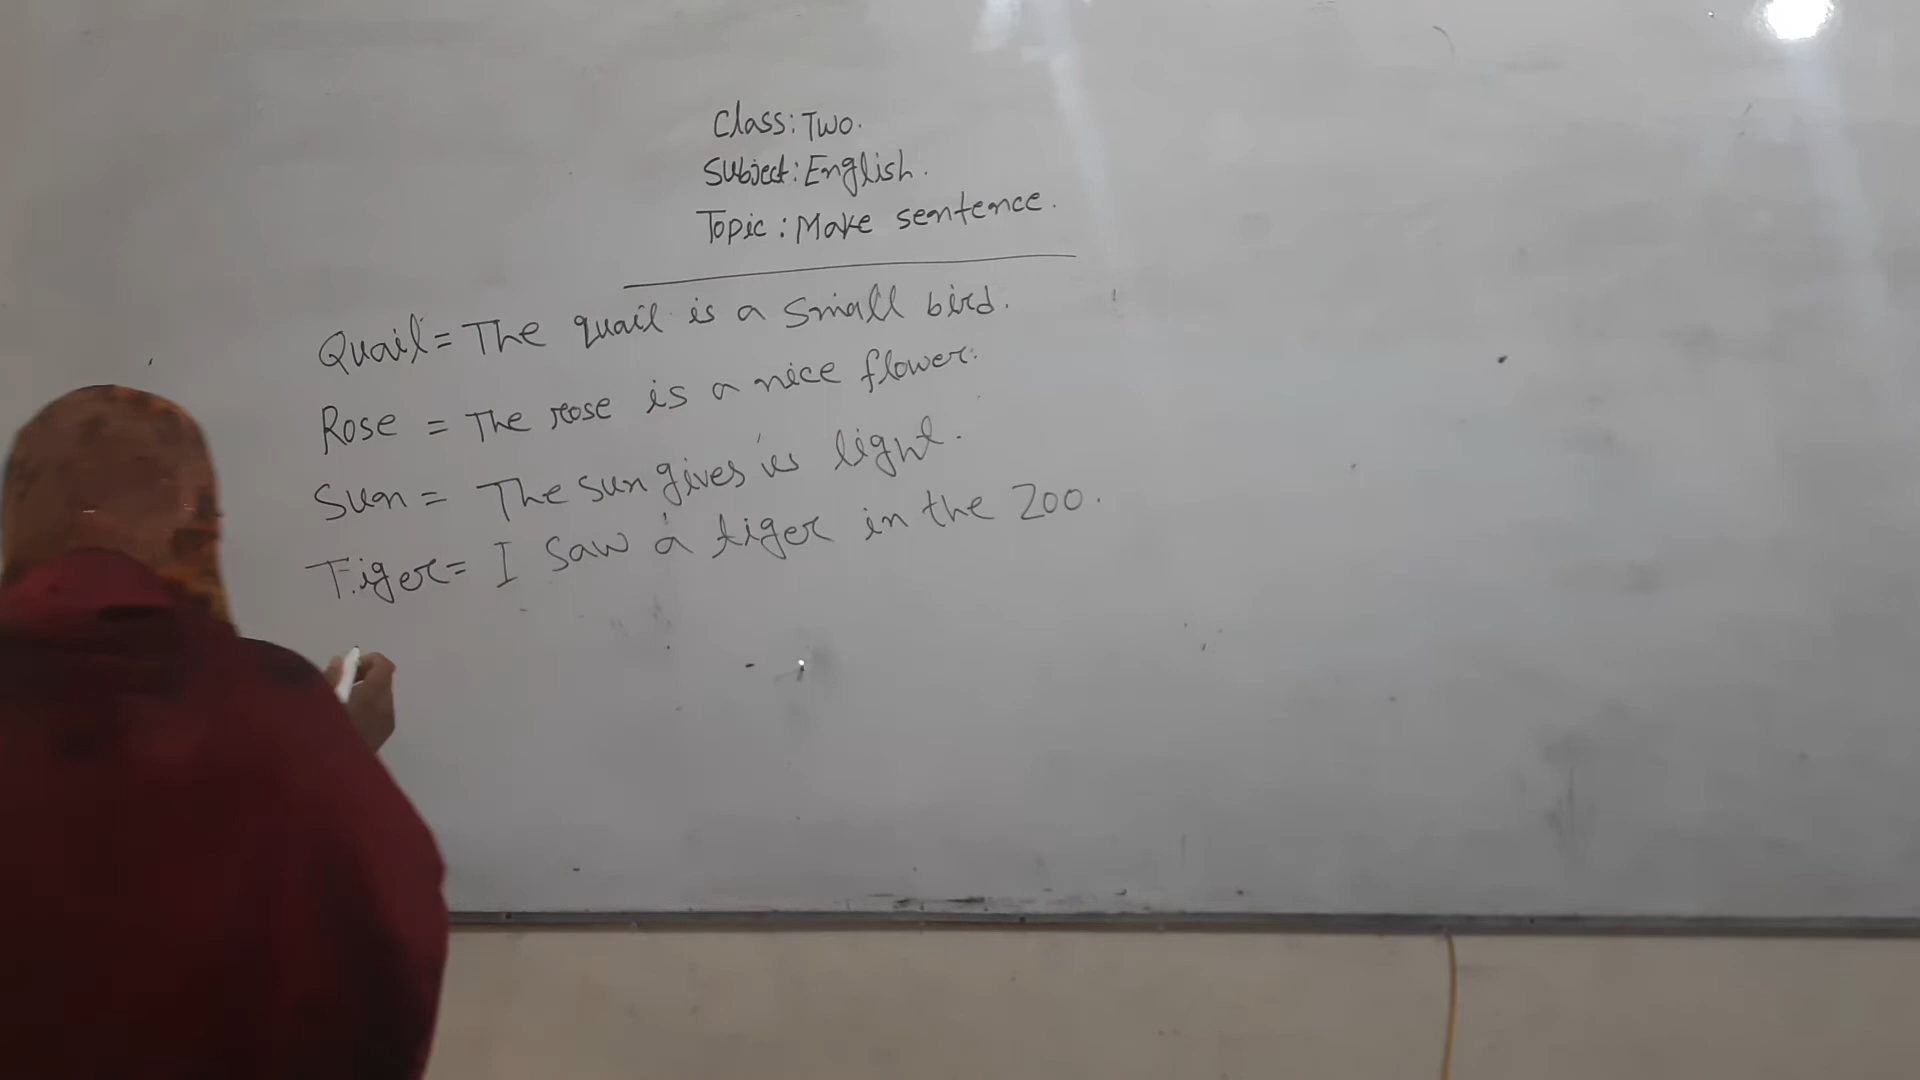 Class: Two.
Subject: English.
Topic: Make sentence.
Quail = The quail is a small bird.
Rose = The rose is a nice flower.
Sun = The sun gives us light.
Tiger = I saw a tiger in the Zoo.